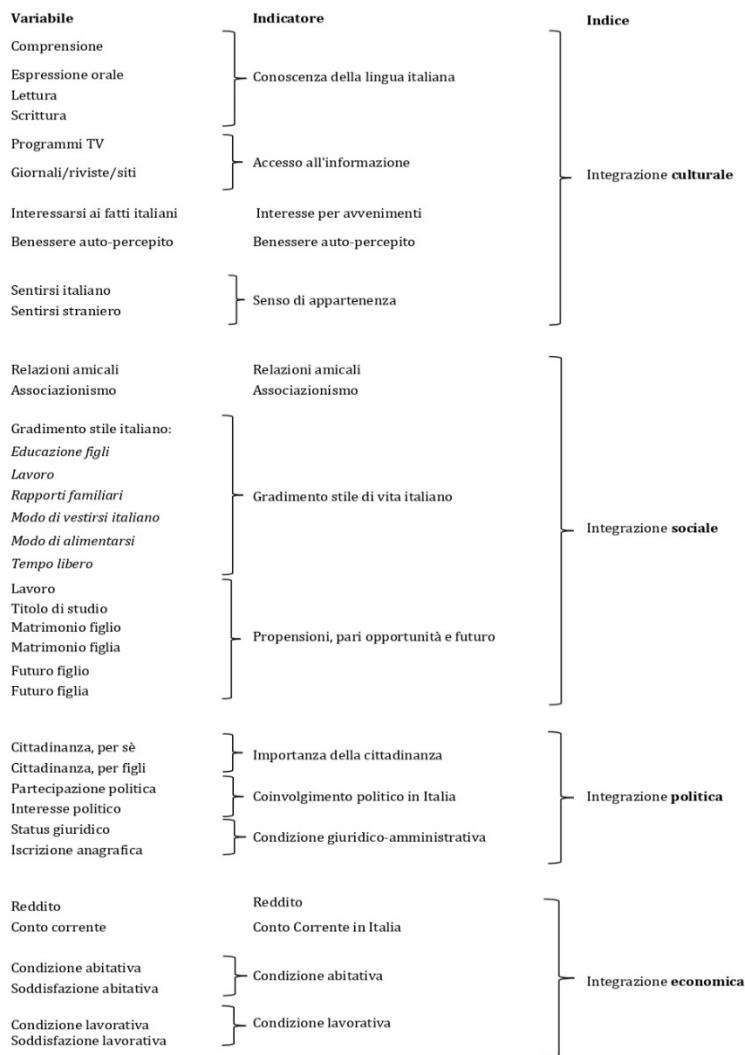 Variabile Indicatore Indice
Comprensione
Espressione orale
Lettura
Scrittura
Conoscenza della lingua italiana
Programmi TV
Giornali/riviste/siti
Accesso all'informazione
Integrazione culturale
Interessarsi ai fatti italiani Interesse per avvenimenti
Benessere auto-percepito Benessere auto-percepito
Sentirsi italiano
Sentirsi straniero
Senso di appartenenza
Relazioni amicali Relazioni amicali
Associazionismo Associazionismo
Gradimento stile italiano:
Educazione figli
Lavoro
Rapporti familiari
Modo di vestirsi italiano
Modo di alimentarsi
Tempo libero
Gradimento stile di vita italiano
Integrazione sociale
Lavoro
Titolo di studio
Matrimonio figlio
Matrimonio figlia
Futuro figlio
Futuro figlia
Propensioni, pari opportunità e futuro
Cittadinanza, per sè
Cittadinanza, per figli
Importanza della cittadinanza
Partecipazione politica
Interesse politico
Coinvolgimento politico in Italia
Integrazione politica
Status giuridico
Iscrizione anagrafica
Condizione giuridico-amministrativa
Reddito Reddito
Conto corrente Conto Corrente in Italia
Condizione abitativa
Soddisfazione abitativa
Condizione abitativa
Integrazione economica
Condizione lavorativa
Soddisfazione lavorativa
Condizione lavorativa